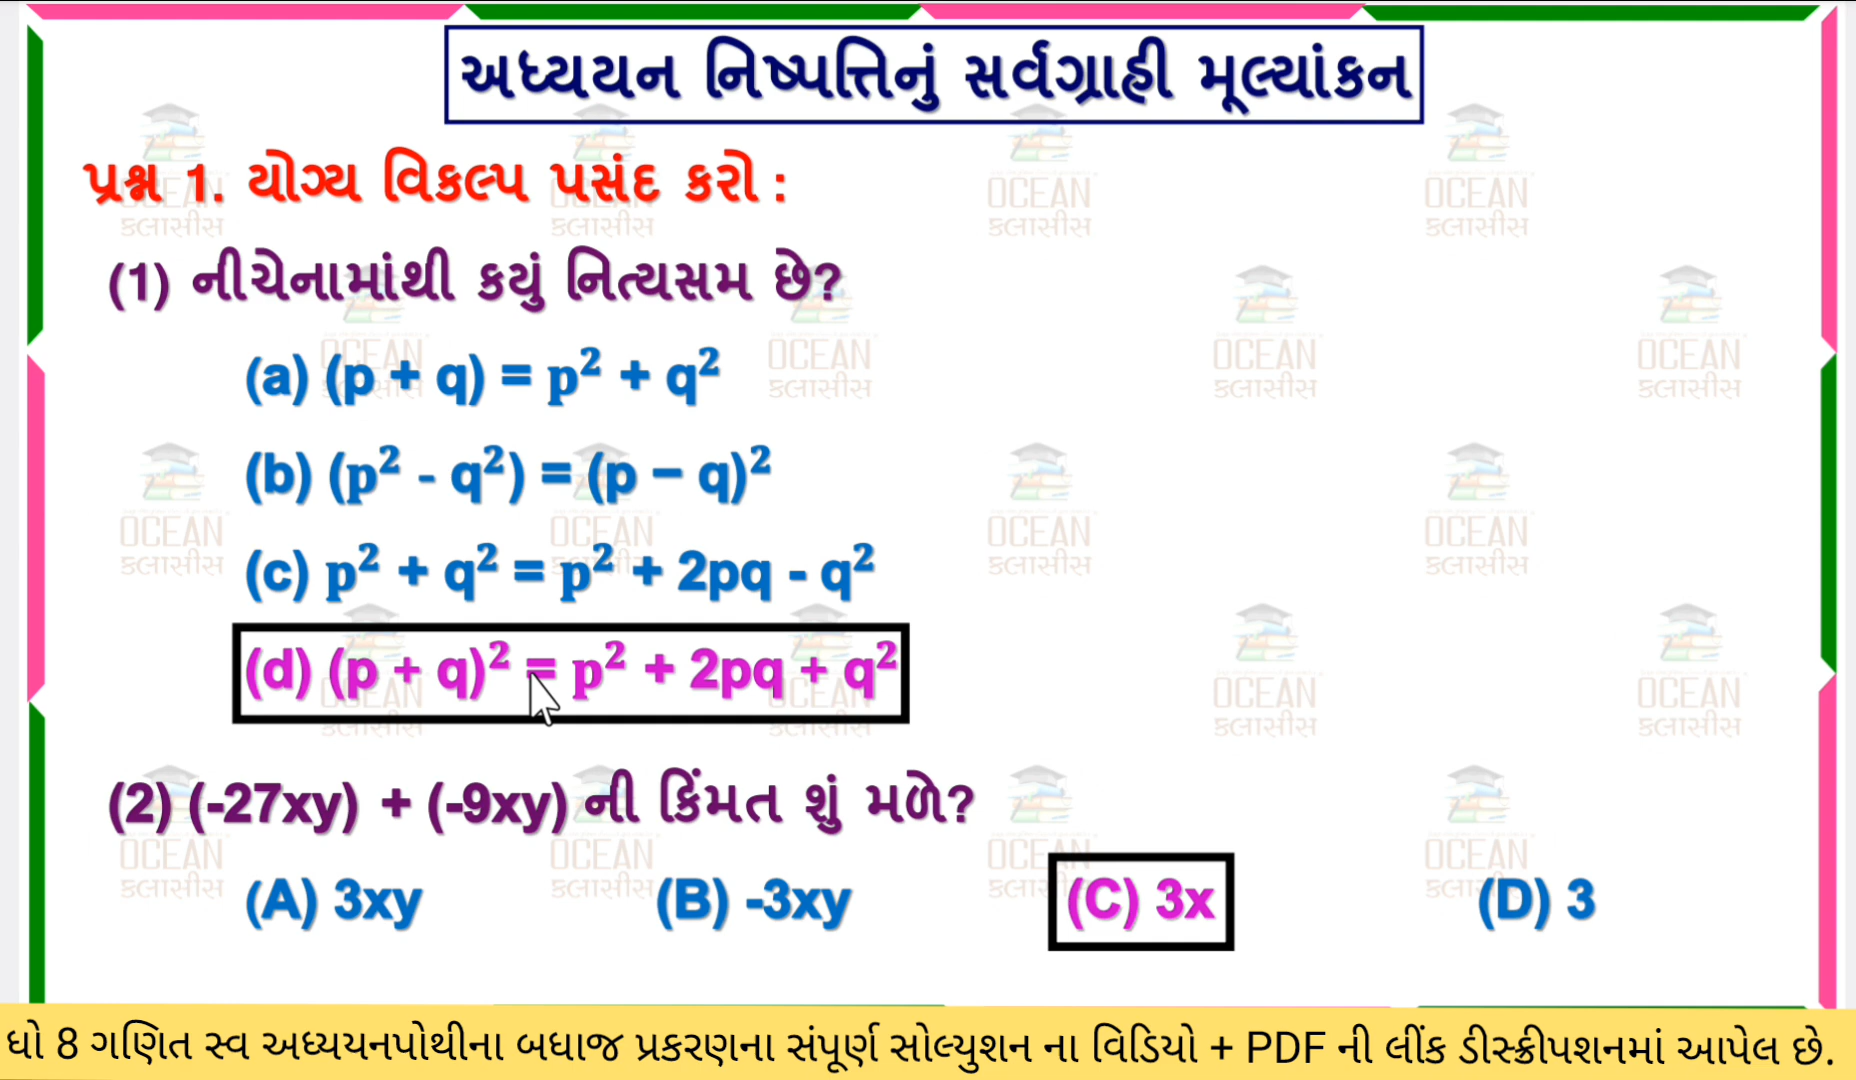 અધ્યયન નિષ્પત્તિનું સર્વગ્રાહી મૂલ્યાંકન
પ્રશ્ન 1. યોગ્ય વિકલ્પ પસંદ કરો :
(1) નીચેનામાંથી કયું નિત્યસમ છે?
(a) (p + q) = p² + q²
(b) (p² - q²) = (p − q)²
(c) p² + q² = p² + 2pq - q²
(d) (p + q)² = p² + 2pq + q²
(2) (-27xy) + (-9xy) ની કિંમત શું મળે?
(A) 3xy (B) -3xy (C) 3x (D) 3
ધો 8 ગણિત સ્વ અધ્યયનપોથીના બધાજ પ્રકરણના સંપૂર્ણ સોલ્યુશન ના વિડિયો + PDF ની લીંક ડીસ્ક્રીપશનમાં આપેલ છે.
OCEAN
ક્લાસીસ